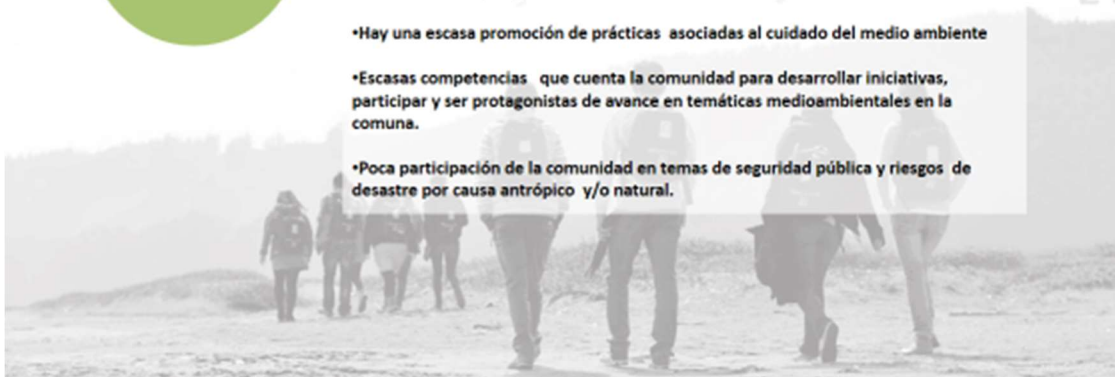 •Hay una escasa promoción de prácticas asociadas al cuidado del medio ambiente
•Escasas competencias que cuenta la comunidad para desarrollar iniciativas,
participar y ser protagonistas de avance en temáticas medioambientales en la
comuna.
•Poca participación de la comunidad en temas de seguridad pública y riesgos de
desastre por causa antrópico y/o natural.